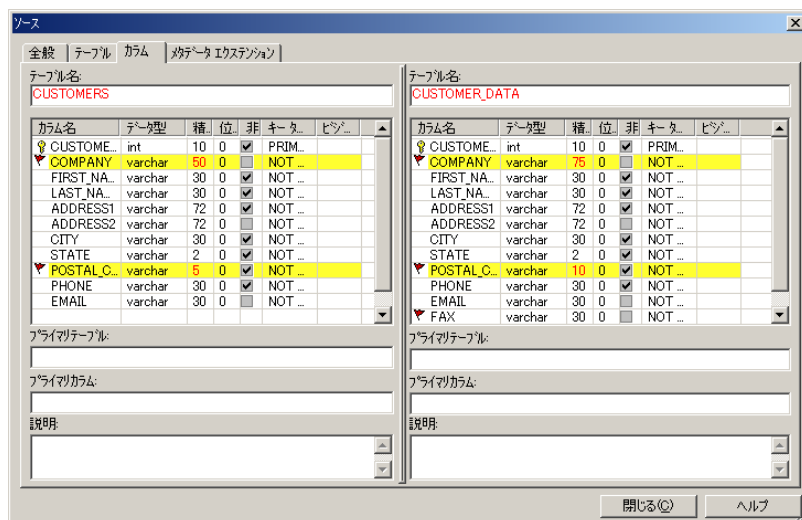 ソース
全般 テーブル カラム メタデータ エクステンション
テーブル名:
CUSTOMERS
カラム名 データ型 精.. 位.. 非 キー タ... ビジ...
CUSTOME... int 10 0 PRIM...
COMPANY varchar 50 0 NOT ...
FIRST_NA... varchar 30 0 NOT ...
LAST_NA... varchar 30 0 NOT ...
ADDRESS1 varchar 72 0 NOT ...
ADDRESS2 varchar 72 0 NOT ...
CITY varchar 30 0 NOT ...
STATE varchar 2 0 NOT ...
POSTAL_C... varchar 5 0 NOT ...
PHONE varchar 30 0 NOT ...
EMAIL varchar 30 0 NOT ...
プライマリテーブル:
プライマリカラム:
説明:
テーブル名:
CUSTOMER_DATA
カラム名 データ型 精.. 位.. 非 キー タ... ビジ...
CUSTOME... int 10 0 PRIM...
COMPANY varchar 75 0 NOT ...
FIRST_NA... varchar 30 0 NOT ...
LAST_NA... varchar 30 0 NOT ...
ADDRESS1 varchar 72 0 NOT ...
ADDRESS2 varchar 72 0 NOT ...
CITY varchar 30 0 NOT ...
STATE varchar 2 0 NOT ...
POSTAL_C... varchar 10 0 NOT ...
PHONE varchar 30 0 NOT ...
EMAIL varchar 30 0 NOT ...
FAX varchar 30 0 NOT ...
プライマリテーブル:
プライマリカラム:
説明:
閉じる(C) ヘルプ